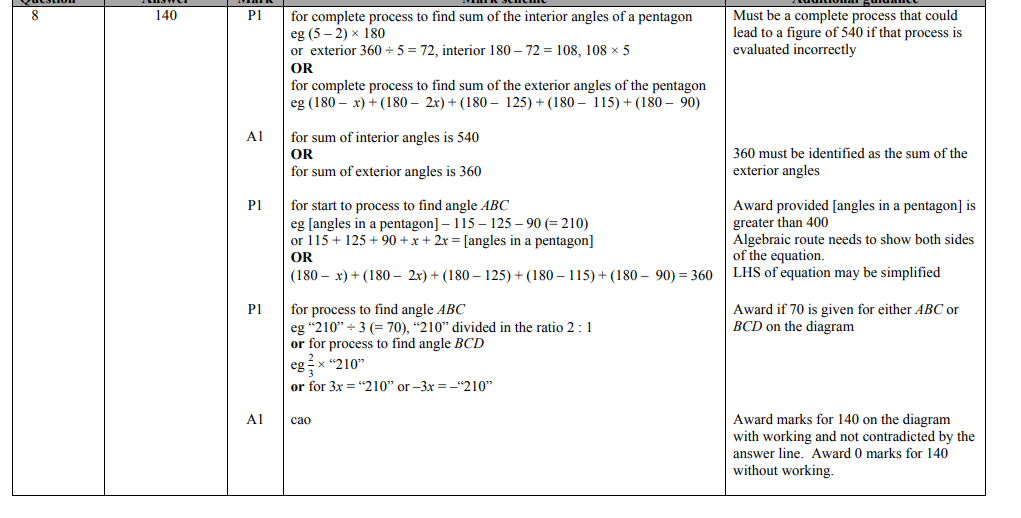 Question Answer Mark Mark scheme Additional guidance
8 140 P1 for complete process to find sum of the interior angles of a pentagon
eg (5 – 2) × 180
or exterior 360 ÷ 5 = 72, interior 180 – 72 = 108, 108 × 5
OR
for complete process to find sum of the exterior angles of the pentagon
eg (180 – x) + (180 – 2x) + (180 – 125) + (180 – 115) + (180 – 90)
Must be a complete process that could
lead to a figure of 540 if that process is
evaluated incorrectly
A1 for sum of interior angles is 540
OR
for sum of exterior angles is 360
360 must be identified as the sum of the
exterior angles
P1 for start to process to find angle ABC
eg [angles in a pentagon] – 115 – 125 – 90 (= 210)
or 115 + 125 + 90 + x + 2x = [angles in a pentagon]
OR
(180 – x) + (180 – 2x) + (180 – 125) + (180 – 115) + (180 – 90) = 360
Award provided [angles in a pentagon] is
greater than 400
Algebraic route needs to show both sides
of the equation.
LHS of equation may be simplified
P1 for process to find angle ABC
eg “210” ÷ 3 (= 70), “210” divided in the ratio 2 : 1
or for process to find angle BCD
eg 2/3 × “210”
or for 3x = “210” or –3x = –“210”
Award if 70 is given for either ABC or
BCD on the diagram
A1 cao
Award marks for 140 on the diagram
with working and not contradicted by the
answer line. Award 0 marks for 140
without working.